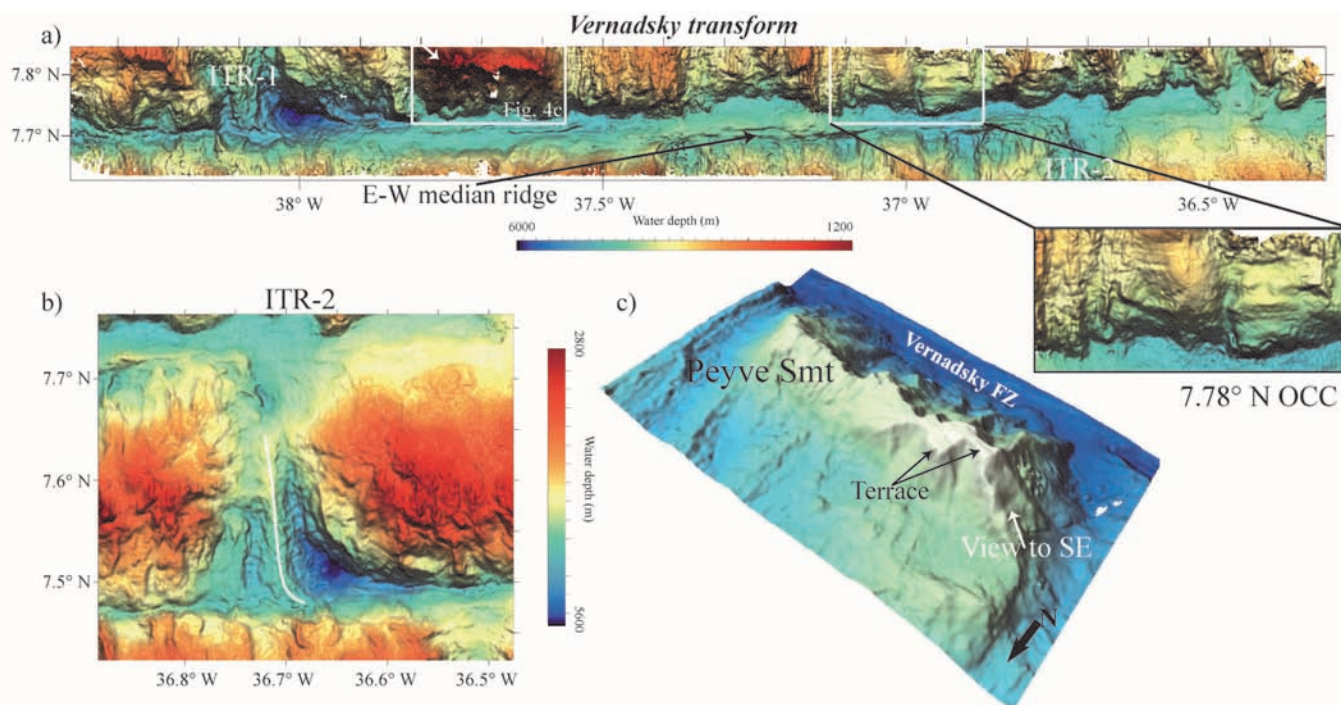 Vernadsky transform
a)
7.8° N
7.7° N
ITR-1
Fig. 4c
E-W median ridge
ITR-2
38° W
37.5° W
37° W
36.5° W
Water depth (m)
6000
1200
7.78° N OCC
b)
ITR-2
7.7° N
7.6° N
7.5° N
36.8° W
36.7° W
36.6° W
36.5° W
2800
Water depth (m)
5600
c)
Peyve Smt
Vernadsky FZ
Terrace
View to SE
N